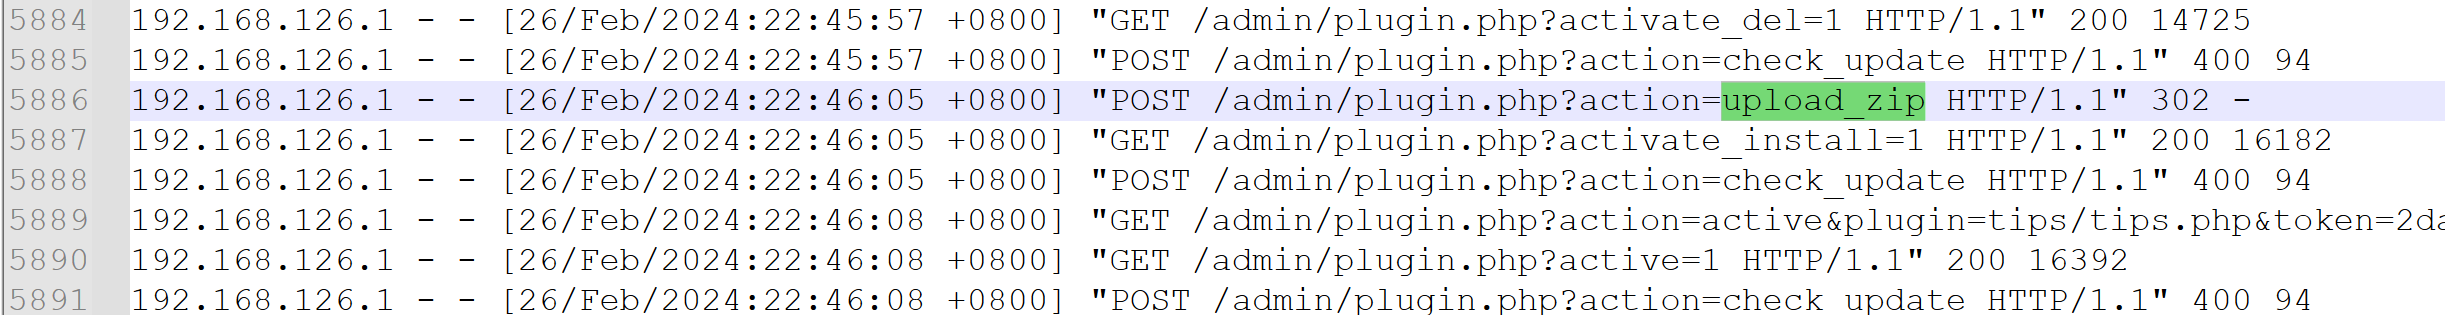 5884 192.168.126.1 - - [26/Feb/2024:22:45:57 +0800] "GET /admin/plugin.php?activate_del=1 HTTP/1.1" 200 14725
5885 192.168.126.1 - - [26/Feb/2024:22:45:57 +0800] "POST /admin/plugin.php?action=check_update HTTP/1.1" 400 94
5886 192.168.126.1 - - [26/Feb/2024:22:46:05 +0800] "POST /admin/plugin.php?action=upload_zip HTTP/1.1" 302 -
5887 192.168.126.1 - - [26/Feb/2024:22:46:05 +0800] "GET /admin/plugin.php?activate_install=1 HTTP/1.1" 200 16182
5888 192.168.126.1 - - [26/Feb/2024:22:46:05 +0800] "POST /admin/plugin.php?action=check_update HTTP/1.1" 400 94
5889 192.168.126.1 - - [26/Feb/2024:22:46:08 +0800] "GET /admin/plugin.php?action=active&plugin=tips/tips.php&token=2da
5890 192.168.126.1 - - [26/Feb/2024:22:46:08 +0800] "GET /admin/plugin.php?active=1 HTTP/1.1" 200 16392
5891 192.168.126.1 - - [26/Feb/2024:22:46:08 +0800] "POST /admin/plugin.php?action=check_update HTTP/1.1" 400 94